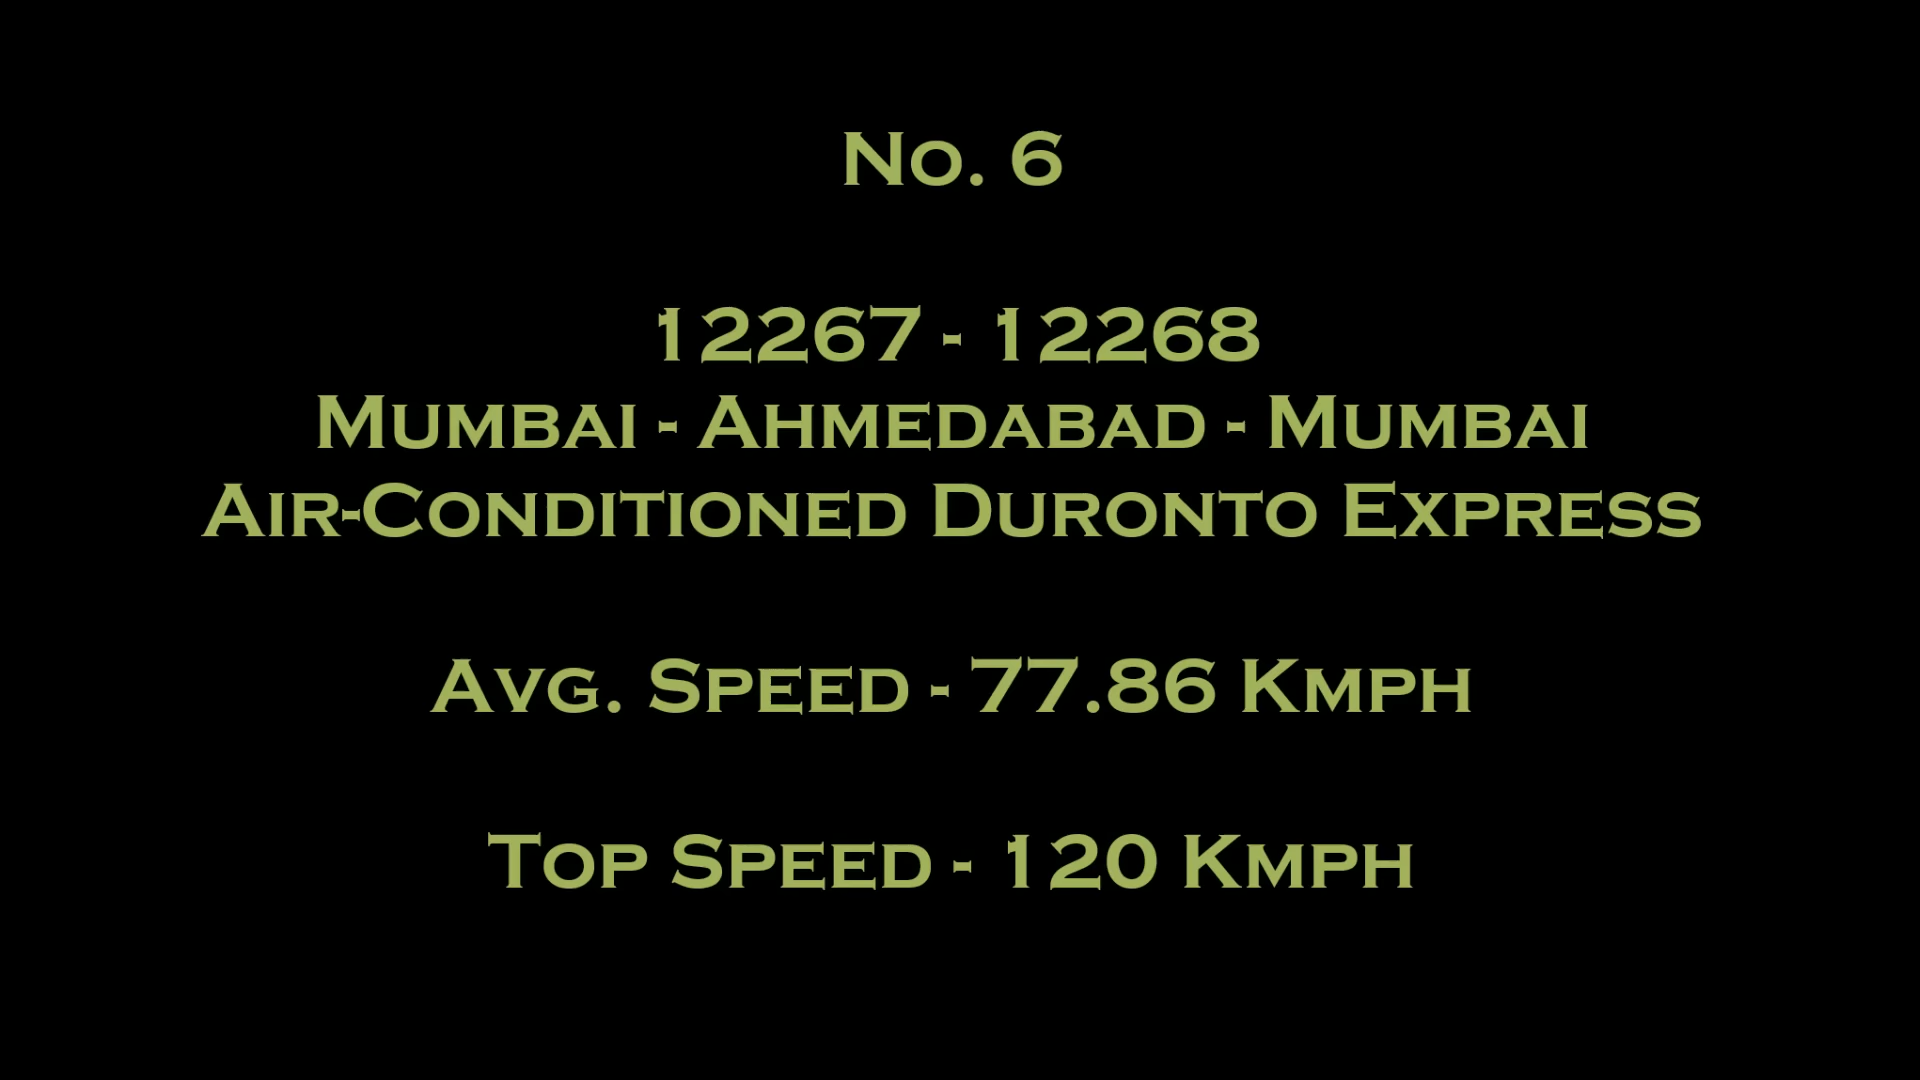 No. 6
12267 - 12268
Mumbai - Ahmedabad - Mumbai
Air-Conditioned Duronto Express
Avg. Speed - 77.86 Kmph
Top Speed - 120 Kmph